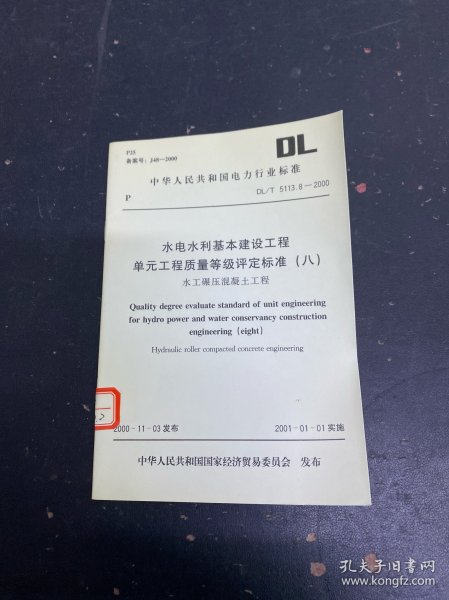 P25
备案号：J48—2000
DL
中华人民共和国电力行业标准
P
DL/T 5113.8—2000
水电水利基本建设工程
单元工程质量等级评定标准（八）
水工碾压混凝土工程
Quality degree evaluate standard of unit engineering
for hydro power and water conservancy construction
engineering (eight)
Hydraulic roller compacted concrete engineering
2000-11-03发布
2001-01-01实施
中华人民共和国国家经济贸易委员会 发布
孔夫子旧书网
www.kongfz.com